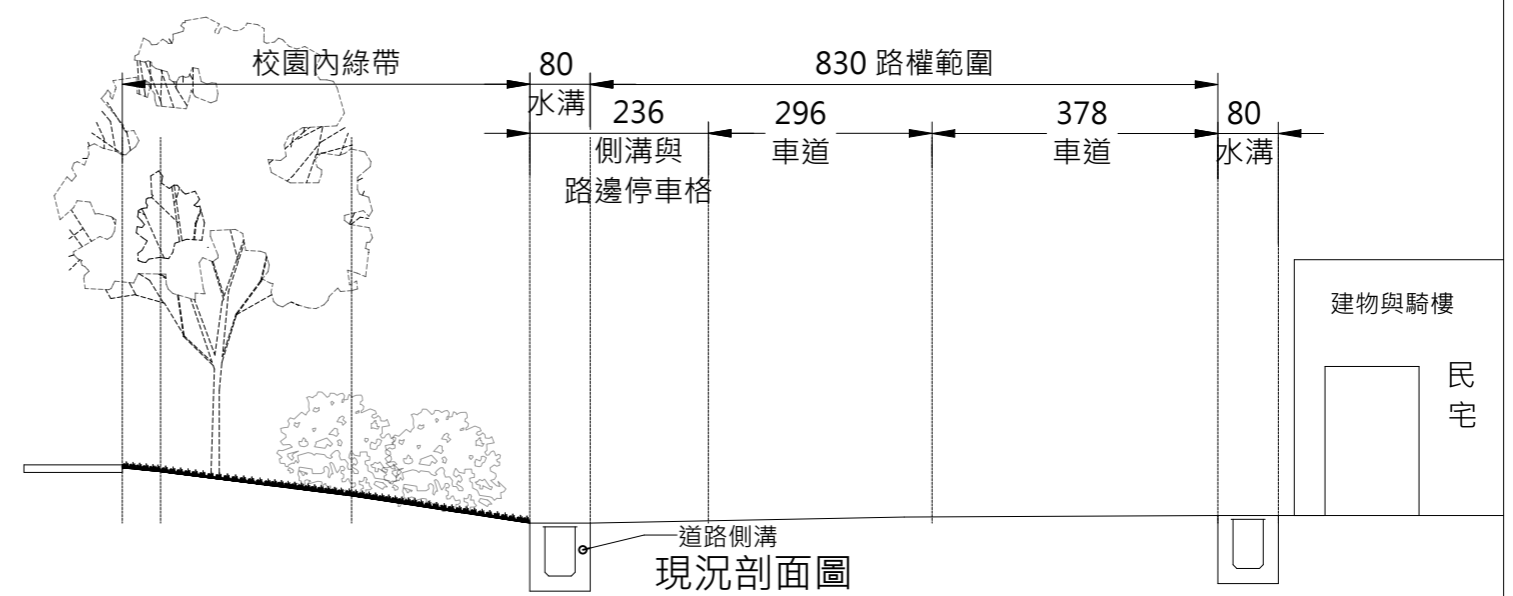 校園內綠帶
80
水溝
830 路權範圍
236
側溝與
路邊停車格
296
車道
378
車道
80
水溝
建物與騎樓
民
宅
道路側溝
現況剖面圖